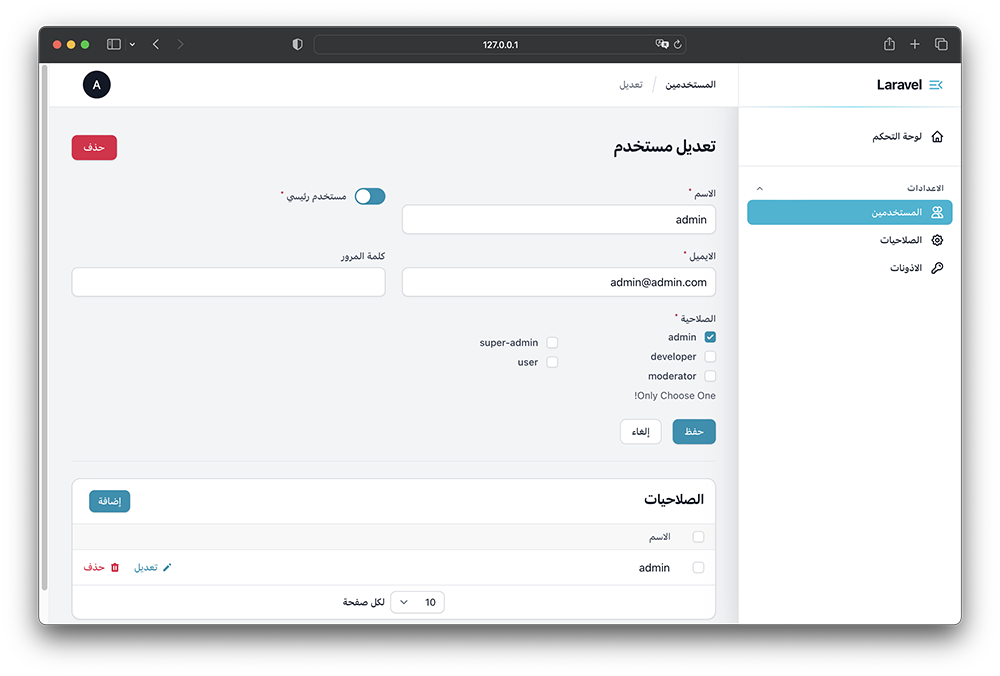 127.0.0.1
Laravel
المستخدمين / تعديل
A
لوحة التحكم
الاعدادات
المستخدمين
الصلاحيات
الاذونات
تعديل مستخدم
حذف
الاسم *
admin
مستخدم رئيسي *
الايميل *
admin@admin.com
كلمة المرور
الصلاحية *
admin
developer
moderator
super-admin
user
!Only Choose One
حفظ
إلغاء
الصلاحيات
إضافة
الاسم
admin
تعديل
حذف
10
لكل صفحة